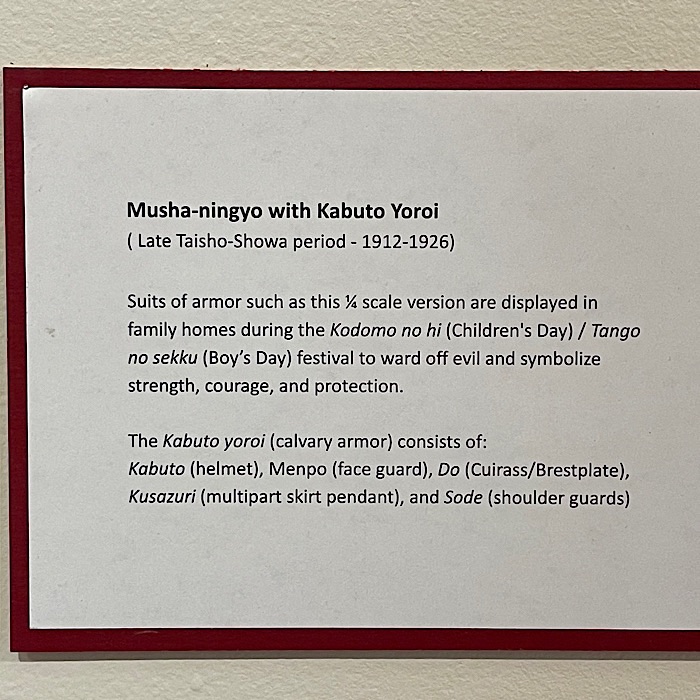 Musha-ningyo with Kabuto Yoroi
( Late Taisho-Showa period - 1912-1926)
Suits of armor such as this ¼ scale version are displayed in
family homes during the Kodomo no hi (Children's Day) / Tango
no sekku (Boy’s Day) festival to ward off evil and symbolize
strength, courage, and protection.
The Kabuto yoroi (calvary armor) consists of:
Kabuto (helmet), Menpo (face guard), Do (Cuirass/Brestplate),
Kusazuri (multipart skirt pendant), and Sode (shoulder guards)